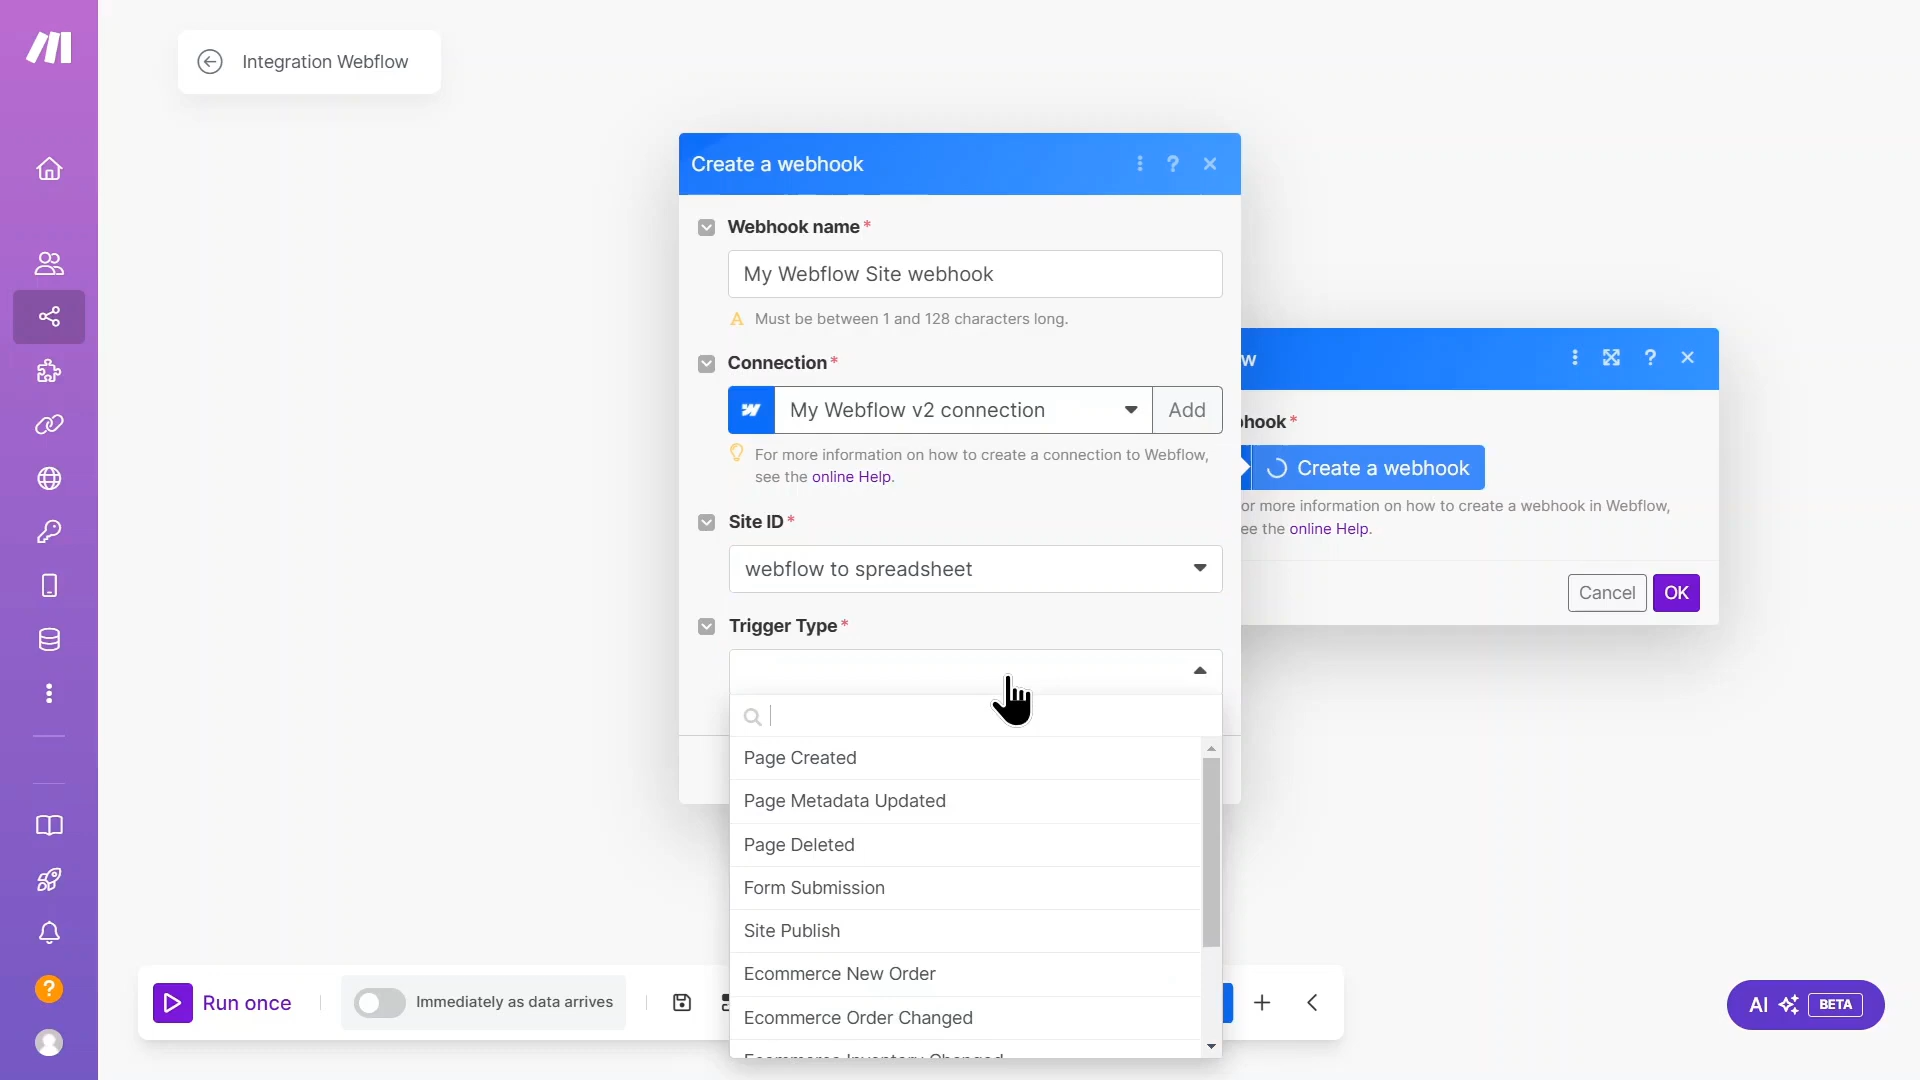 Integration Webflow
Create a webhook
?
Webhook name *
My Webflow Site webhook
Must be between 1 and 128 characters long.
Connection *
My Webflow v2 connection
Add
For more information on how to create a connection to Webflow,
see the online Help.
Site ID *
webflow to spreadsheet
Trigger Type *
Page Created
Page Metadata Updated
Page Deleted
Form Submission
Site Publish
Ecommerce New Order
Ecommerce Order Changed
Ecommerce Inventory Changed
w
?
hook *
Create a webhook
or more information on how to create a webhook in Webflow,
ee the online Help.
Cancel
OK
?
Run once
Immediately as data arrives
AI
BETA